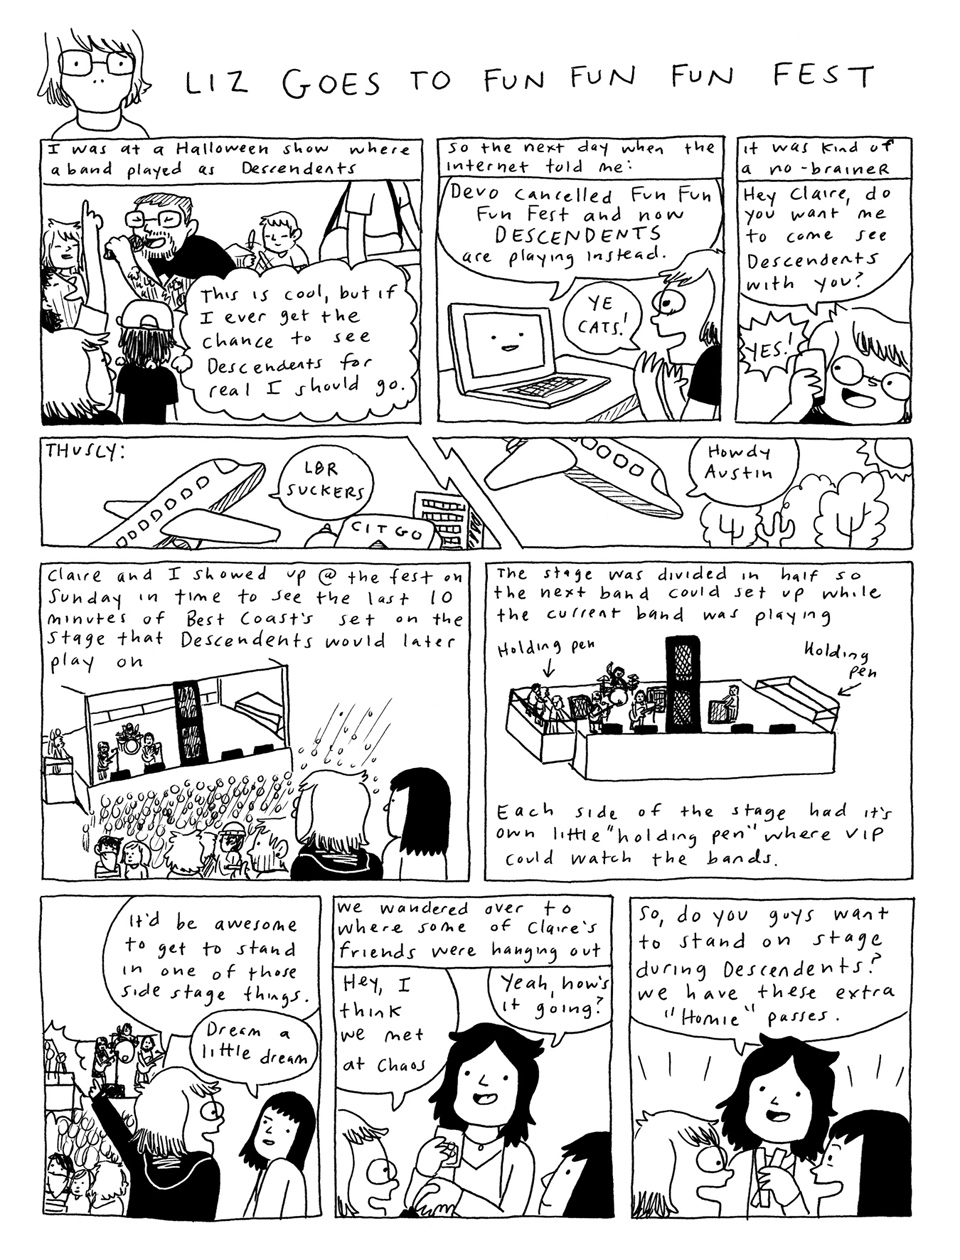 LIZ GOES TO FUN FUN FUN FEST
I was at a Halloween show where
a band played as Descendents
This is cool, but if
I ever get the
chance to see
Descendents for
real I should go.
So the next day when the
internet told me:
Devo cancelled Fun Fun
Fun Fest and now
DESCENDENTS
are playing instead.
YE
CATS!
it was kind of
a no-brainer
Hey Claire, do
you want me
to come see
Descendents
with you?
YES!
THUSLY:
L8R
SUCKERS
CITGO
Howdy
Austin
Claire and I showed up @ the fest on
Sunday in time to see the last 10
minutes of Best Coast's set on the
stage that Descendents would later
play on
The stage was divided in half so
the next band could set up while
the current band was playing
Holding pen
Holding
pen
Each side of the stage had it's
own little "holding pen" where VIP
could watch the bands.
It'd be awesome
to get to stand
in one of those
side stage things.
Dream a
little dream
We wandered over to
where some of Claire's
friends were hangng out
Hey, I
think
we met
at Chaos
Yeah, how's
it going?
So, do you guys want
to stand on stage
during Descendents?
We have these extra
"Homie" passes.